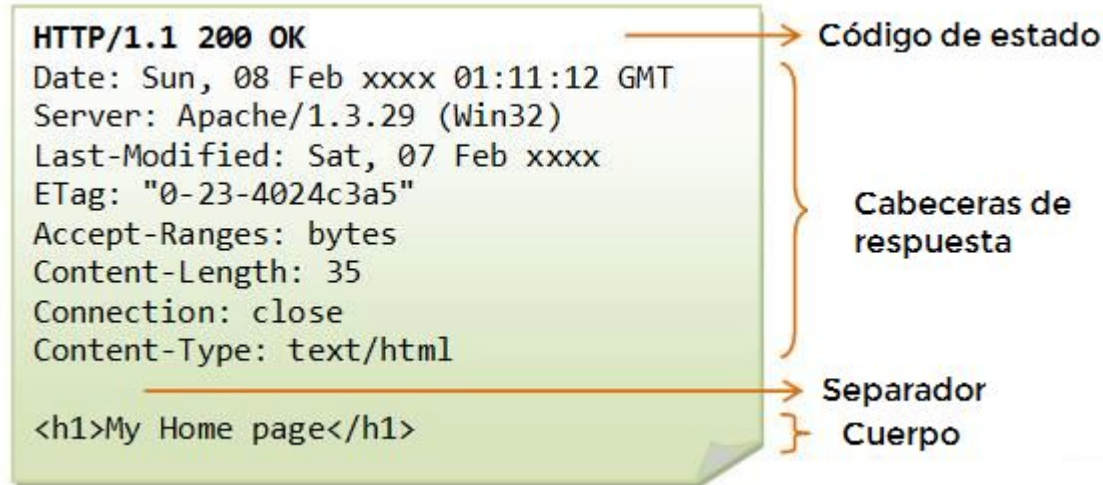 HTTP/1.1 200 OK
Código de estado
Date: Sun, 08 Feb xxxx 01:11:12 GMT
Server: Apache/1.3.29 (Win32)
Last-Modified: Sat, 07 Feb xxxx
ETag: "0-23-4024c3a5"
Accept-Ranges: bytes
Content-Length: 35
Connection: close
Content-Type: text/html
Cabeceras de
respuesta
Separador
<h1>My Home page</h1>
Cuerpo